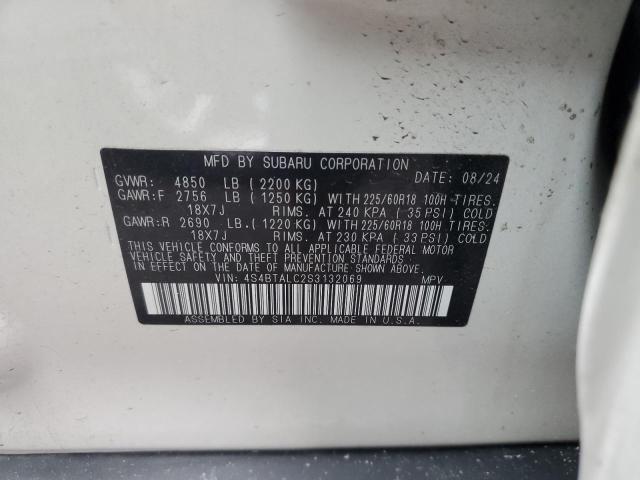 MFD BY SUBARU CORPORATION DATE: 08/24
GVWR: 4850 LB (2200 KG)
GAWR:F 2756 LB (1250 KG)WITH 225/60R18 100H TIRES.
18X7J RIMS. AT 240 KPA (35 PSI) COLD
GAWR:R 2690 LB.(1220 KG)WITH 225/60R18 100H TIRES.
18X7J RIMS. AT 230 KPA (33 PSI) COLD
THIS VEHICLE CONFORMS TO ALL APPLICABLE FEDERAL MOTOR
VEHICLE SAFETY STANDARDS IN EFFECT ON THE DATE OF
MANUFACTURE SHOWN ABOVE.
VIN: 4S4BTALC2S3132069 MPV
ASSEMBLED BY SIA INC. MADE IN U.S.A.